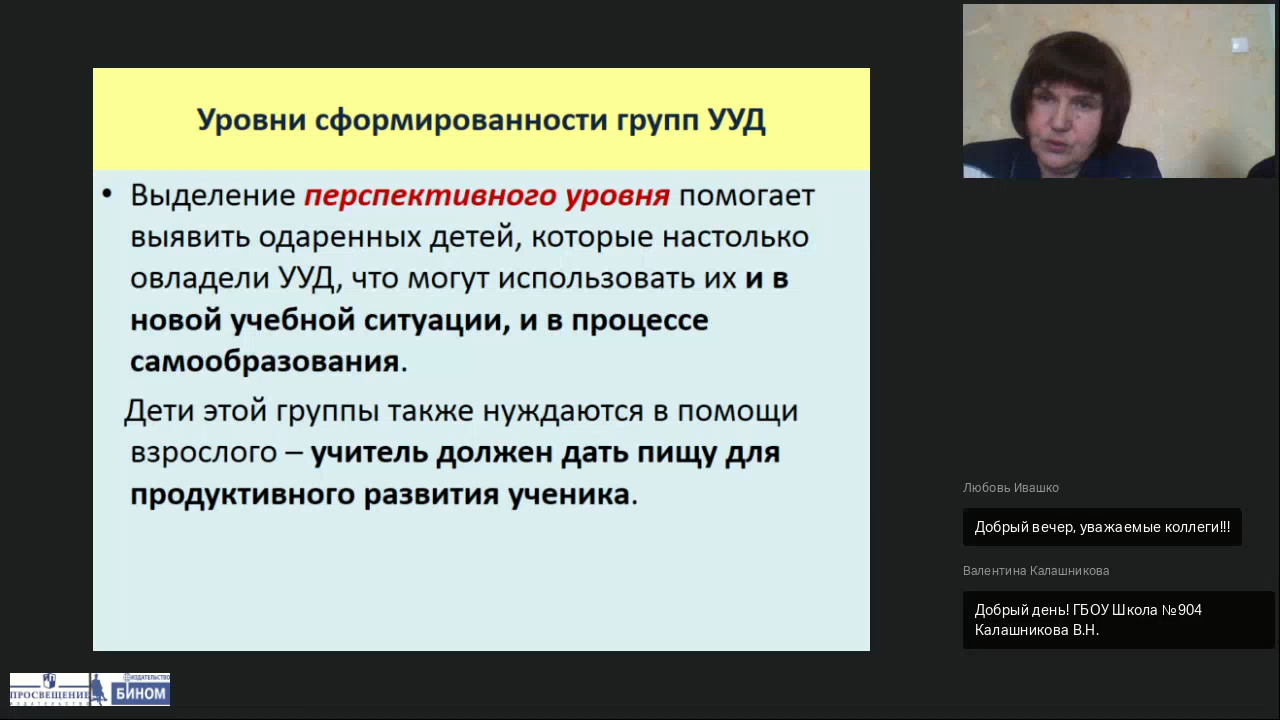 Уровни сформированности групп УУД
• Выделение перспективного уровня помогает
выявить одаренных детей, которые настолько
овладели УУД, что могут использовать их и в
новой учебной ситуации, и в процессе
самообразования.
Дети этой группы также нуждаются в помощи
взрослого – учитель должен дать пищу для
продуктивного развития ученика.
Любовь Ивашко
Добрый вечер, уважаемые коллеги!!!
Валентина Калашникова
Добрый день! ГБОУ Школа №904
Калашникова В.Н.
ПРОСВЕЩЕНИЕ
ИЗДАТЕЛЬСТВО
ИЗДАТЕЛЬСТВО
БИНОМ